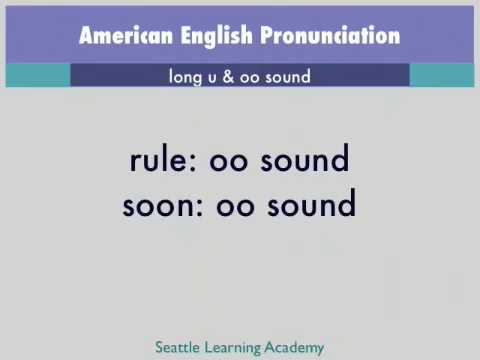 American English Pronunciation
long u & oo sound
rule: oo sound
soon: oo sound
Seattle Learning Academy